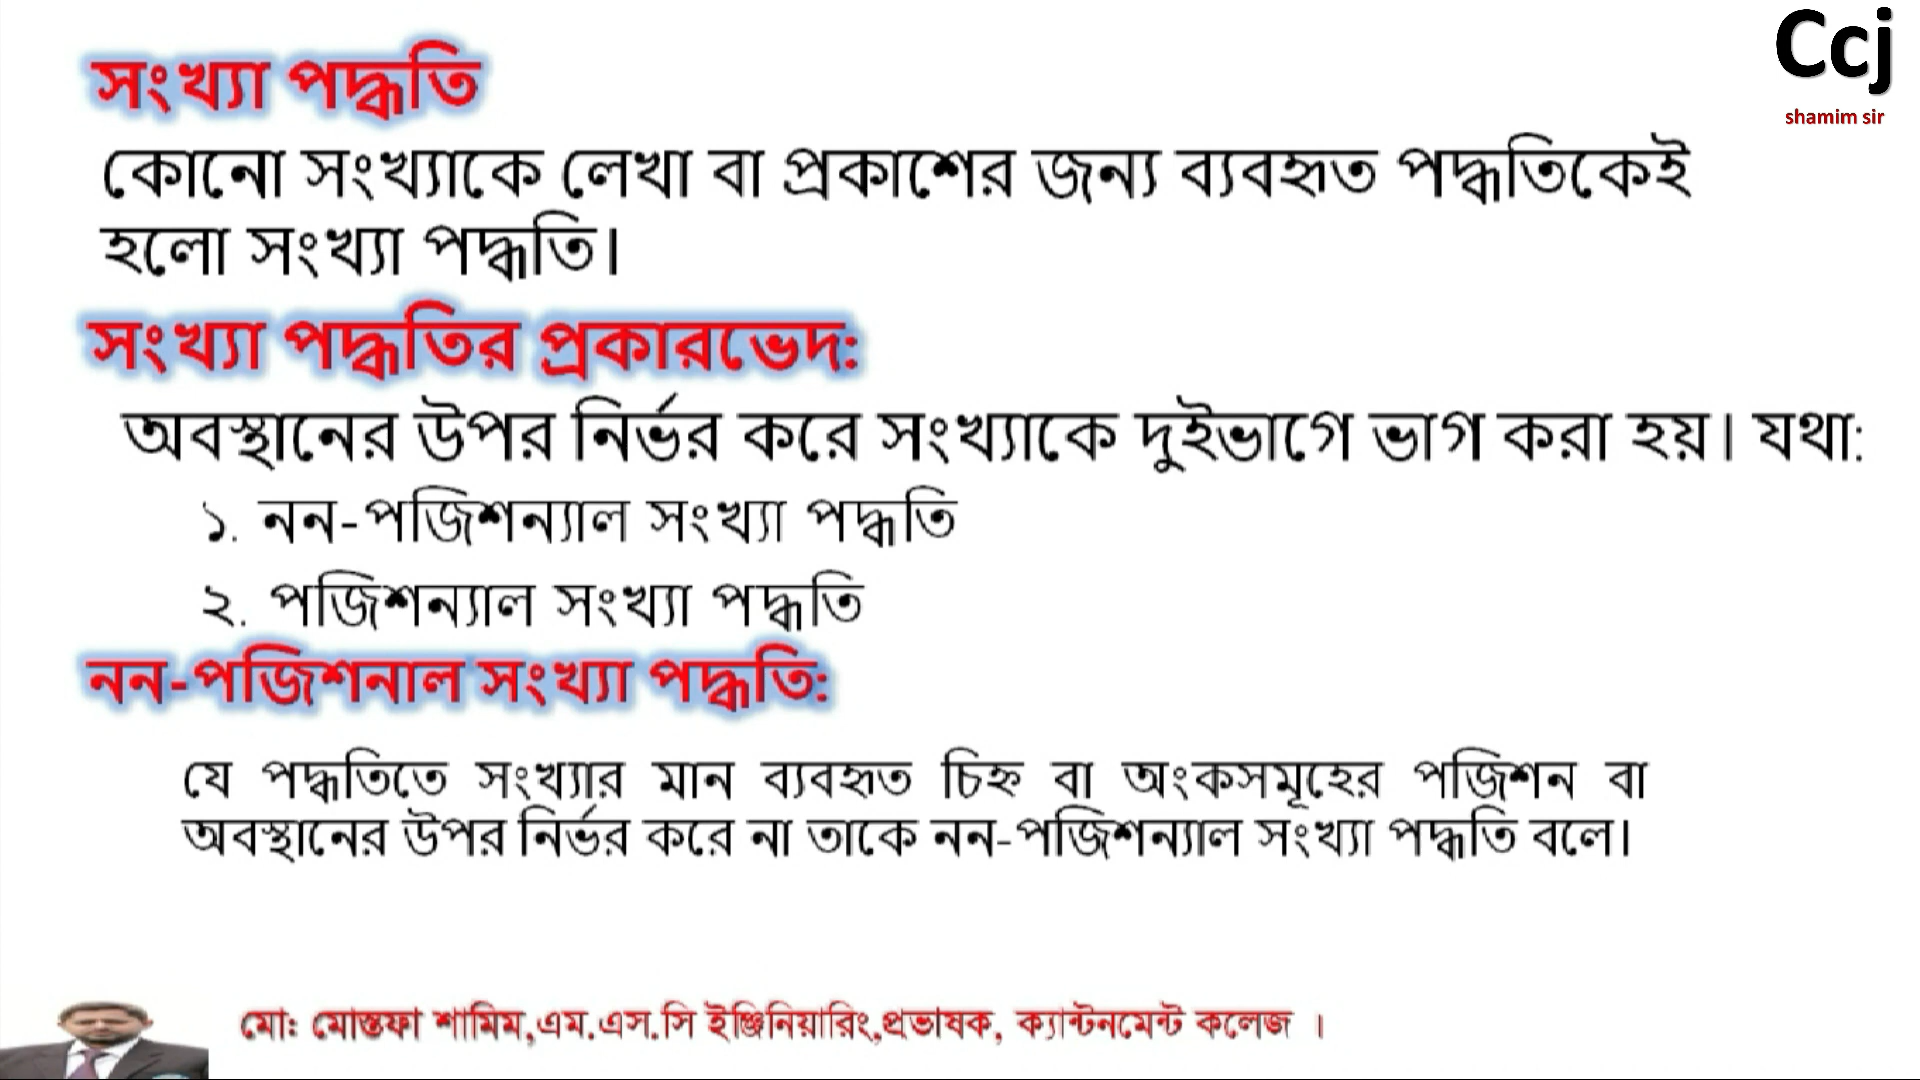 Ccj
shamim sir
সংখ্যা পদ্ধতি
কোনো সংখ্যাকে লেখা বা প্রকাশের জন্য ব্যবহৃত পদ্ধতিকেই
হলো সংখ্যা পদ্ধতি।
সংখ্যা পদ্ধতির প্রকারভেদ:
অবস্থানের উপর নির্ভর করে সংখ্যাকে দুইভাগে ভাগ করা হয়। যথা:
১. নন-পজিশন্যাল সংখ্যা পদ্ধতি
২. পজিশন্যাল সংখ্যা পদ্ধতি
নন-পজিশনাল সংখ্যা পদ্ধতি:
যে পদ্ধতিতে সংখ্যার মান ব্যবহৃত চিহ্ন বা অংকসমূহের পজিশন বা
অবস্থানের উপর নির্ভর করে না তাকে নন-পজিশন্যাল সংখ্যা পদ্ধতি বলে।
মো: মোস্তফা শামিম,এম.এস.সি ইঞ্জিনিয়ারিং,প্রভাষক, ক্যান্টনমেন্ট কলেজ ।